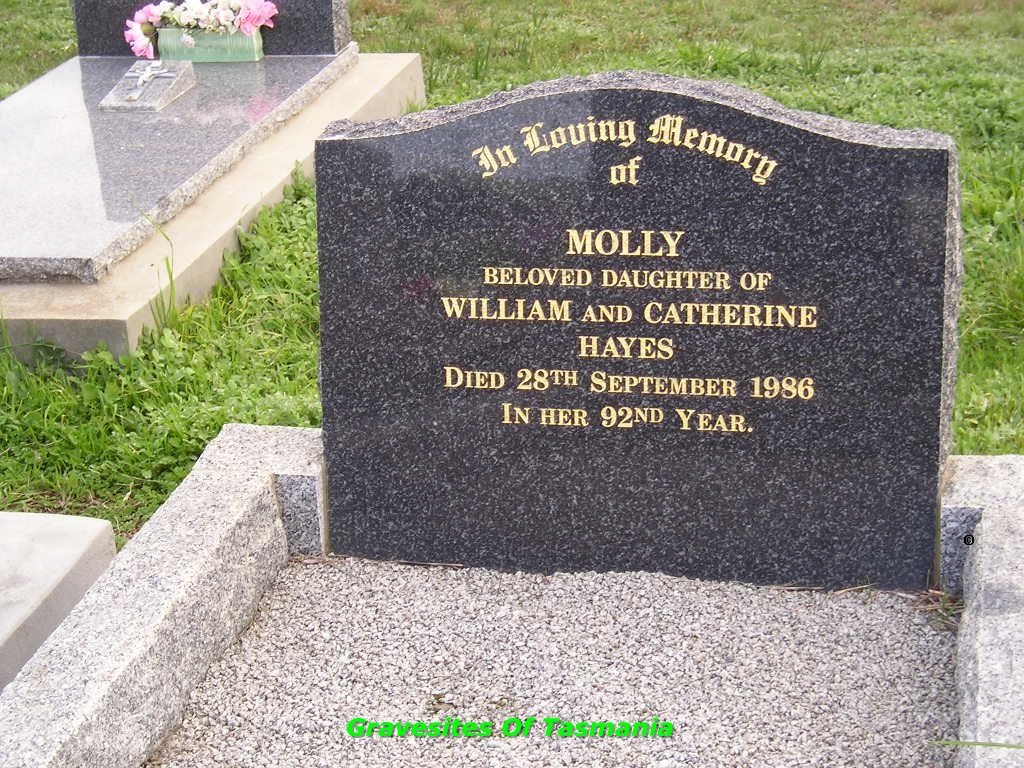 In Loving Memory
of
MOLLY
BELOVED DAUGHTER OF
WILLIAM AND CATHERINE
HAYES
DIED 28TH SEPTEMBER 1986
IN HER 92ND YEAR.
Gravesites Of Tasmania